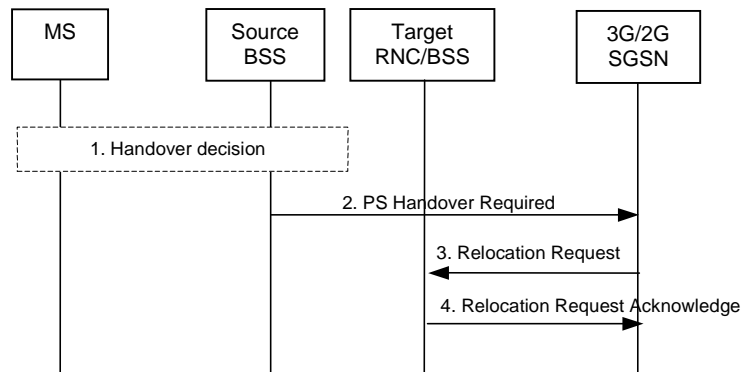 MS
Source
BSS
Target
RNC/BSS
3G/2G
SGSN
1. Handover decision
2. PS Handover Required
3. Relocation Request
4. Relocation Request Acknowledge